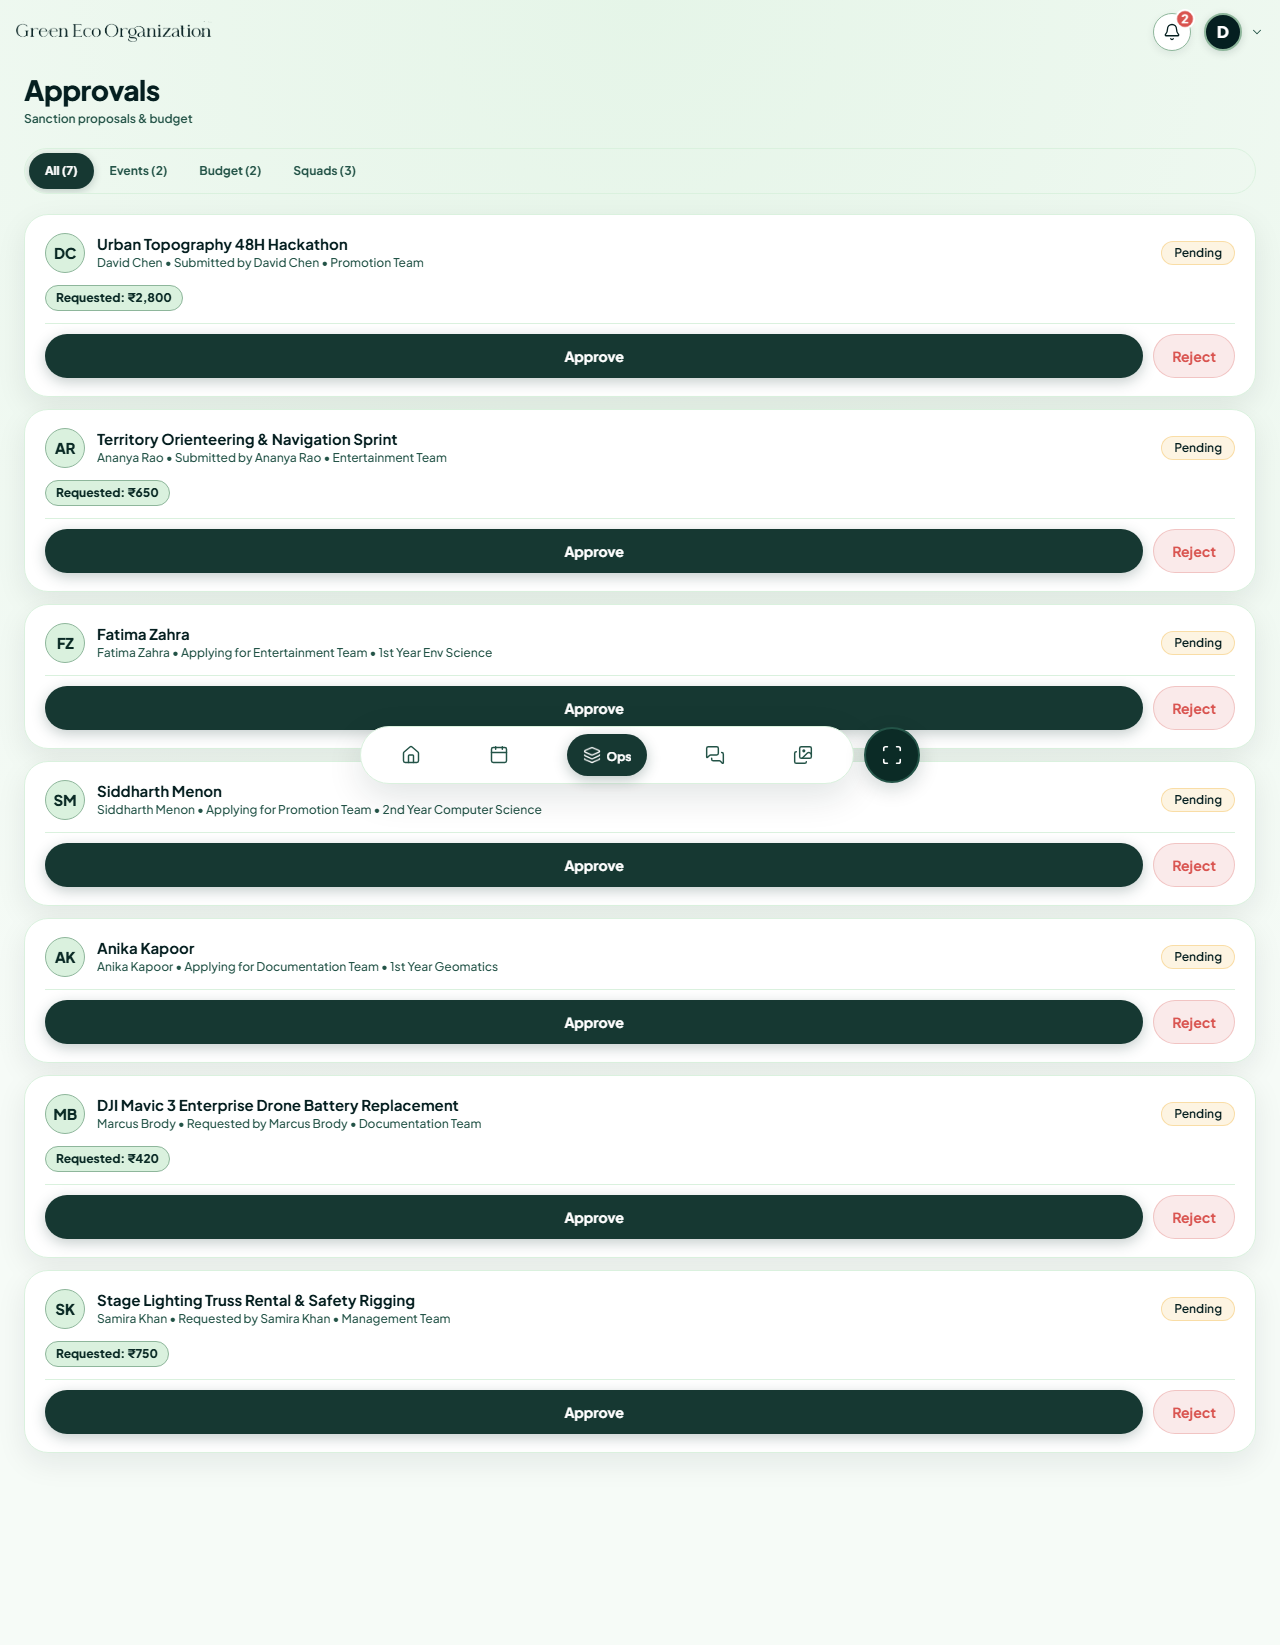 Green Eco Organization
2
D
Approvals
Sanction proposals & budget
All (7)
Events (2)
Budget (2)
Squads (3)
DC
Urban Topography 48H Hackathon
David Chen • Submitted by David Chen • Promotion Team
Pending
Requested: ₹2,800
Approve
Reject
AR
Territory Orienteering & Navigation Sprint
Ananya Rao • Submitted by Ananya Rao • Entertainment Team
Pending
Requested: ₹650
Approve
Reject
FZ
Fatima Zahra
Fatima Zahra • Applying for Entertainment Team • 1st Year Env Science
Pending
Approve
Reject
Ops
SM
Siddharth Menon
Siddharth Menon • Applying for Promotion Team • 2nd Year Computer Science
Pending
Approve
Reject
AK
Anika Kapoor
Anika Kapoor • Applying for Documentation Team • 1st Year Geomatics
Pending
Approve
Reject
MB
DJI Mavic 3 Enterprise Drone Battery Replacement
Marcus Brody • Requested by Marcus Brody • Documentation Team
Pending
Requested: ₹420
Approve
Reject
SK
Stage Lighting Truss Rental & Safety Rigging
Samira Khan • Requested by Samira Khan • Management Team
Pending
Requested: ₹750
Approve
Reject